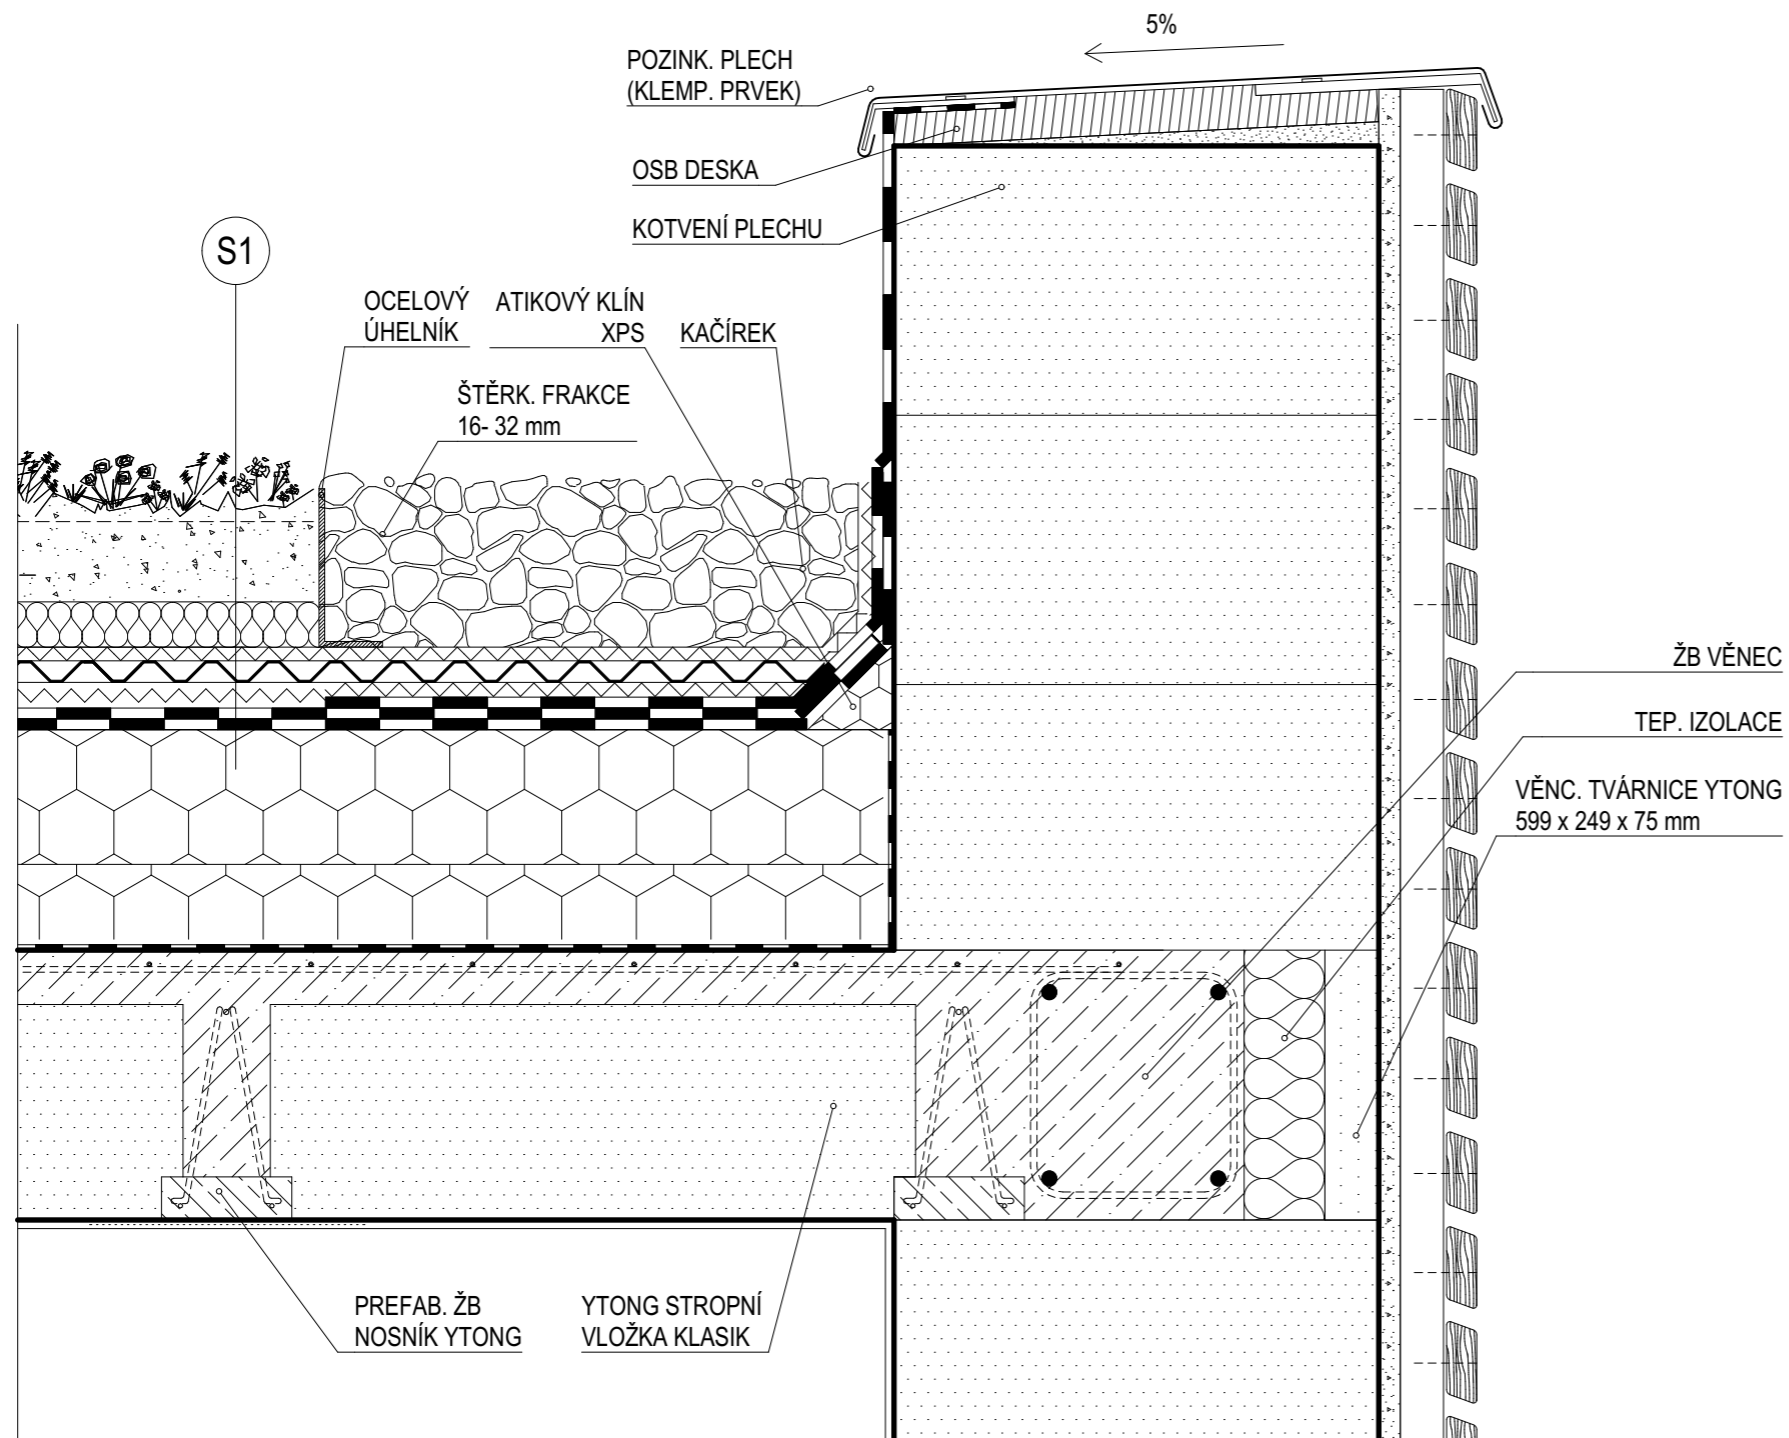 5%
POZINK. PLECH
(KLEMP. PRVEK)
OSB DESKA
KOTVENÍ PLECHU
S1
OCELOVÝ
ÚHELNÍK
ATIKOVÝ KLÍN
XPS
KAČÍREK
ŠTĚRK. FRAKCE
16- 32 mm
ŽB VĚNEC
TEP. IZOLACE
VĚNC. TVÁRNICE YTONG
599 x 249 x 75 mm
PREFAB. ŽB
NOSNÍK YTONG
YTONG STROPNÍ
VLOŽKA KLASIK